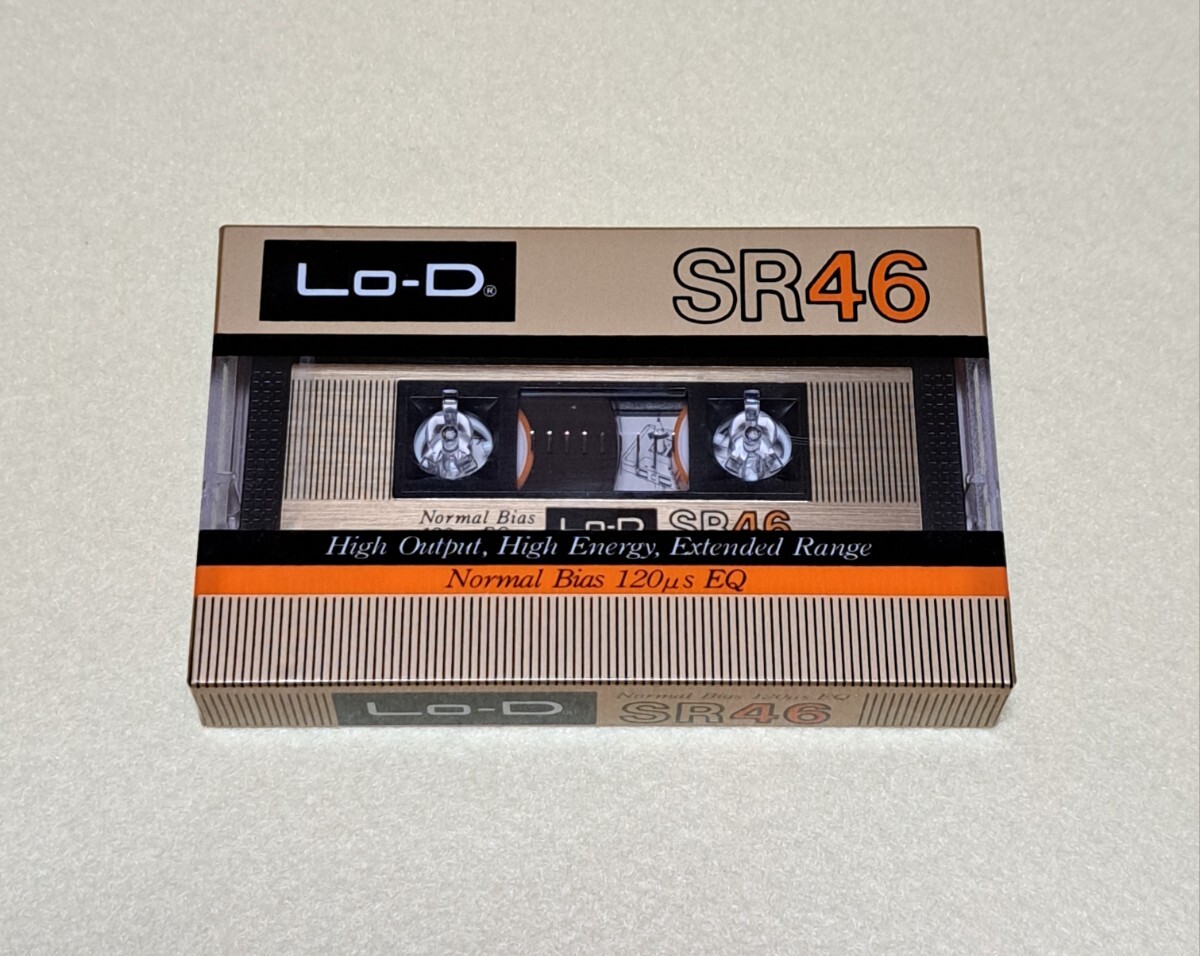 Lo-D®
SR46
Normal Bias
Lo-D SR46
High Output, High Energy, Extended Range
Normal Bias 120μs EQ
Normal Bias 120μs EQ
Lo-D® SR46